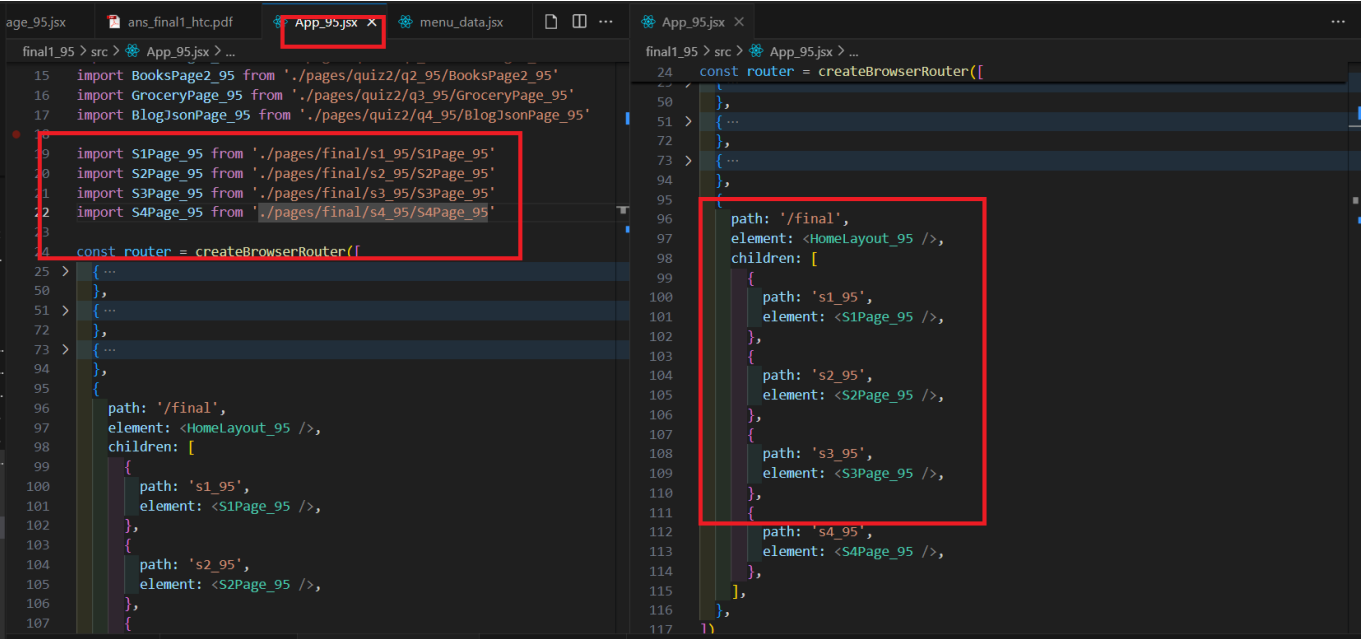 age_95.jsx ans_final1_htc.pdf App_95.jsx menu_data.jsx ...
final1_95 > src > App_95.jsx > ...
15 import BooksPage2_95 from './pages/quiz2/q2_95/BooksPage2_95'
16 import GroceryPage_95 from './pages/quiz2/q3_95/GroceryPage_95'
17 import BlogJsonPage_95 from './pages/quiz2/q4_95/BlogJsonPage_95'
18
19 import S1Page_95 from './pages/final/s1_95/S1Page_95'
20 import S2Page_95 from './pages/final/s2_95/S2Page_95'
21 import S3Page_95 from './pages/final/s3_95/S3Page_95'
22 import S4Page_95 from './pages/final/s4_95/S4Page_95'
23
24 const router = createBrowserRouter([
25 > { ...
50 },
51 > { ...
72 },
73 > { ...
94 },
95 {
96 path: '/final',
97 element: <HomeLayout_95 />,
98 children: [
99 {
100 path: 's1_95',
101 element: <S1Page_95 />,
102 },
103 {
104 path: 's2_95',
105 element: <S2Page_95 />,
106 },
107 {
App_95.jsx ...
final1_95 > src > App_95.jsx > ...
24 const router = createBrowserRouter([
25 > {
50 },
51 > { ...
72 },
73 > { ...
94 },
95 {
96 path: '/final',
97 element: <HomeLayout_95 />,
98 children: [
99 {
100 path: 's1_95',
101 element: <S1Page_95 />,
102 },
103 {
104 path: 's2_95',
105 element: <S2Page_95 />,
106 },
107 {
108 path: 's3_95',
109 element: <S3Page_95 />,
110 },
111 {
112 path: 's4_95',
113 element: <S4Page_95 />,
114 },
115 ],
116 },
117 ])